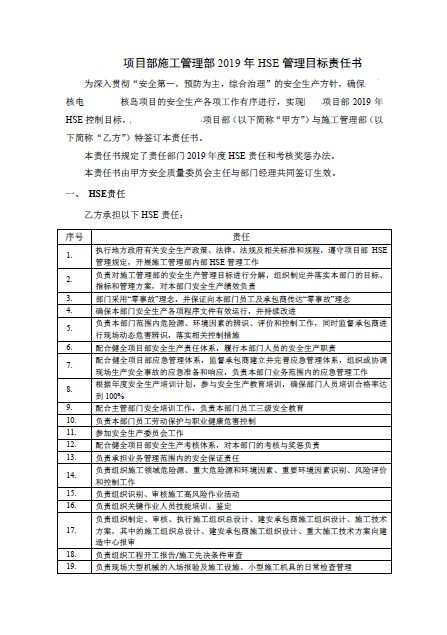 项目部施工管理部 2019 年 HSE 管理目标责任书
为深入贯彻“安全第一，预防为主，综合治理”的安全生产方针，确保
核电 核岛项目的安全生产各项工作有序进行，实现 项目部 2019 年
HSE 控制目标， 项目部（以下简称“甲方”）与施工管理部（以
下简称“乙方”）特签订本责任书。
本责任书规定了责任部门 2019 年度 HSE 责任和考核奖惩办法。
本责任书由甲方安全质量委员会主任与部门经理共同签订生效。
一、 HSE责任
乙方承担以下 HSE 责任：
序号 责任
1. 执行地方政府有关安全生产政策、法律、法规及相关标准和规程，遵守项目部 HSE
管理规定，开展施工管理部内部 HSE 管理工作
2. 负责对施工管理部的安全生产管理目标进行分解，组织制定并落实本部门的目标、
指标和管理方案，对本部门安全生产绩效负责
3. 部门采用“零事故”理念，并保证向本部门员工及承包商传达“零事故”理念
4. 确保本部门安全生产各项程序文件有效运行，并持续改进
5. 负责本部门范围内危险源、环境因素的辨识、评价和控制工作，同时监督承包商进
行现场动态危害辨识，落实相关控制措施
6. 配合健全项目部安全生产责任体系，履行本部门人员的安全生产职责
7. 配合健全项目部应急管理体系，监督承包商建立并完善应急管理体系，组织或协调
现场生产安全事故的应急准备和响应，负责本部门业务范围内的应急管理工作
8. 根据年度安全生产培训计划，参与安全生产教育培训，确保部门人员培训合格率达
到 100%
9. 配合主管部门安全培训工作，负责本部门员工三级安全教育
10. 负责本部门员工劳动保护与职业健康危害控制
11. 参加安全生产委员会工作
12. 配合健全项目部安全生产考核体系，对本部门的考核与奖惩负责
13. 负责承担业务管理范围内的安全保证责任
14. 负责组织施工领域危险源、重大危险源和环境因素、重要环境因素识别、风险评价
和控制工作
15. 负责组织识别、审核施工高风险作业活动
16. 负责组织关键作业人员技能培训、鉴定
17. 负责组织制定、审核、执行施工组织总设计、建安承包商施工组织设计、施工技术
方案，其中的施工组织总设计、建安承包商施工组织设计、重大施工技术方案向建
造中心报审
18. 负责组织工程开工报告/施工先决条件审查
19. 负责现场大型机械的入场报验及施工设施、小型施工机具的日常检查管理